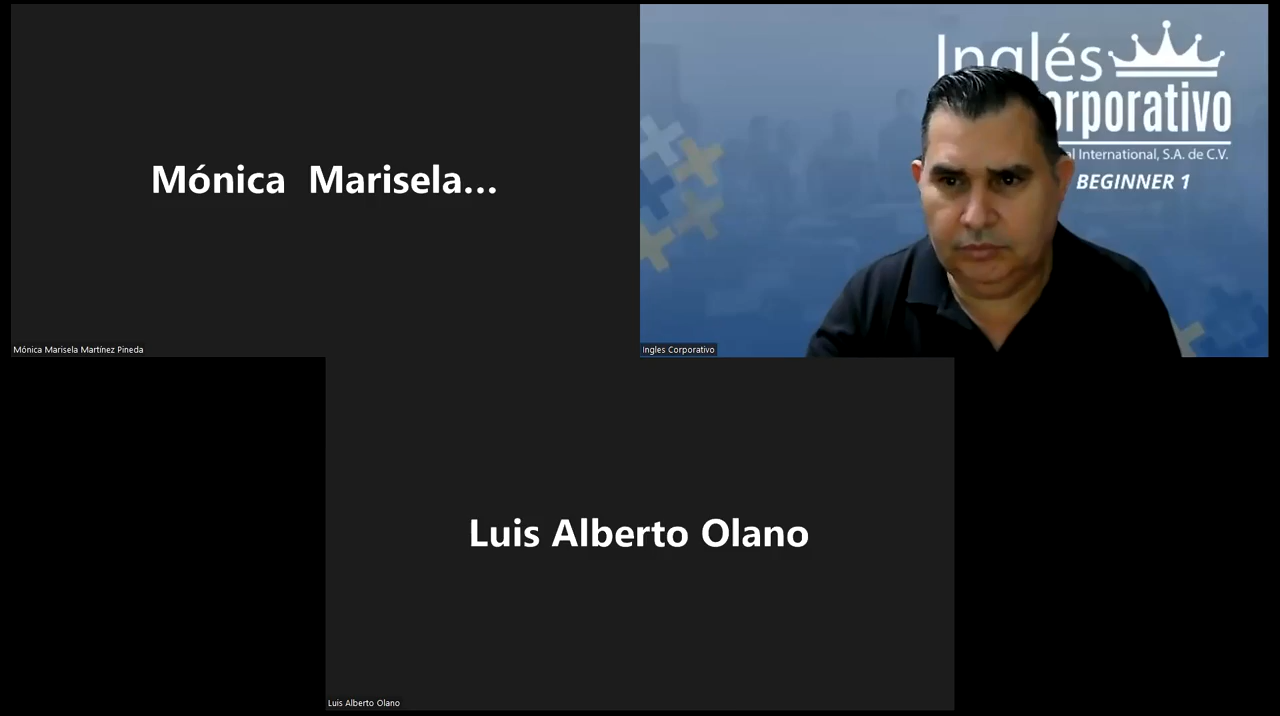 Mónica  Marisela...
Mónica Marisela Martínez Pineda
Inglés
orporativo
al International, S.A. de C.V.
BEGINNER 1
Ingles Corporativo
Luis Alberto Olano
Luis Alberto Olano